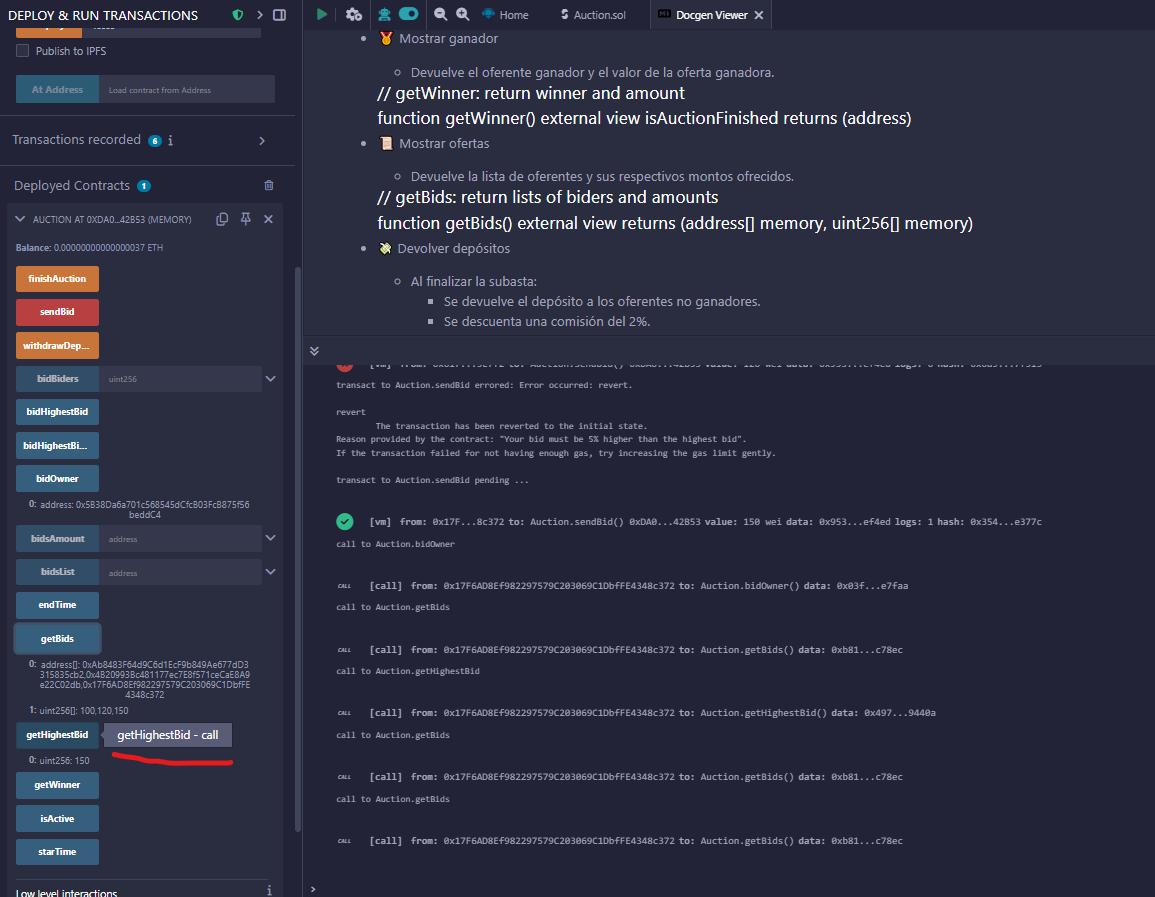 DEPLOY & RUN TRANSACTIONS
Publish to IPFS
At Address Load contract from Address
Transactions recorded 6 i
Deployed Contracts 1
AUCTION AT 0XDA0...42B53 (MEMORY)
Balance: 0.00000000000000037 ETH
finishAuction
sendBid
withdrawDep...
bidBiders uint256
bidHighestBid
bidHighestBi...
bidOwner
0: address: 0x5B38Da6a701c568545dCfcB03FcB875f56
beddC4
bidsAmount address
bidsList address
endTime
getBids
0: address[]: 0xAb8483F64d9C6d1EcF9b849Ae677dD3
315835cb2,0x4B20993Bc481177ec7E8f571ceCaE8A9
e22C02db,0x17F6AD8Ef982297579C203069C1DbfFE
4348c372
1: uint256[]: 100,120,150
getHighestBid getHighestBid - call
0: uint256: 150
getWinner
isActive
starTime
Low level interactions i
Home Auction.sol Docgen Viewer
🥇 Mostrar ganador
Devuelve el oferente ganador y el valor de la oferta ganadora.
// getWinner: return winner and amount
function getWinner() external view isAuctionFinished returns (address)
📜 Mostrar ofertas
Devuelve la lista de oferentes y sus respectivos montos ofrecidos.
// getBids: return lists of biders and amounts
function getBids() external view returns (address[] memory, uint256[] memory)
💸 Devolver depósitos
Al finalizar la subasta:
Se devuelve el depósito a los oferentes no ganadores.
Se descuenta una comisión del 2%.
transact to Auction.sendBid errored: Error occurred: revert.
revert
The transaction has been reverted to the initial state.
Reason provided by the contract: "Your bid must be 5% higher than the highest bid".
If the transaction failed for not having enough gas, try increasing the gas limit gently.
transact to Auction.sendBid pending ...
[vm] from: 0x17F...8c372 to: Auction.sendBid() 0xDA0...42B53 value: 150 wei data: 0x953...ef4ed logs: 1 hash: 0x354...e377c
call to Auction.bidOwner
CALL [call] from: 0x17F6AD8Ef982297579C203069C1DbfFE4348c372 to: Auction.bidOwner() data: 0x03f...e7faa
call to Auction.getBids
CALL [call] from: 0x17F6AD8Ef982297579C203069C1DbfFE4348c372 to: Auction.getBids() data: 0xb81...c78ec
call to Auction.getHighestBid
CALL [call] from: 0x17F6AD8Ef982297579C203069C1DbfFE4348c372 to: Auction.getHighestBid() data: 0x497...9440a
call to Auction.getBids
CALL [call] from: 0x17F6AD8Ef982297579C203069C1DbfFE4348c372 to: Auction.getBids() data: 0xb81...c78ec
call to Auction.getBids
CALL [call] from: 0x17F6AD8Ef982297579C203069C1DbfFE4348c372 to: Auction.getBids() data: 0xb81...c78ec
>